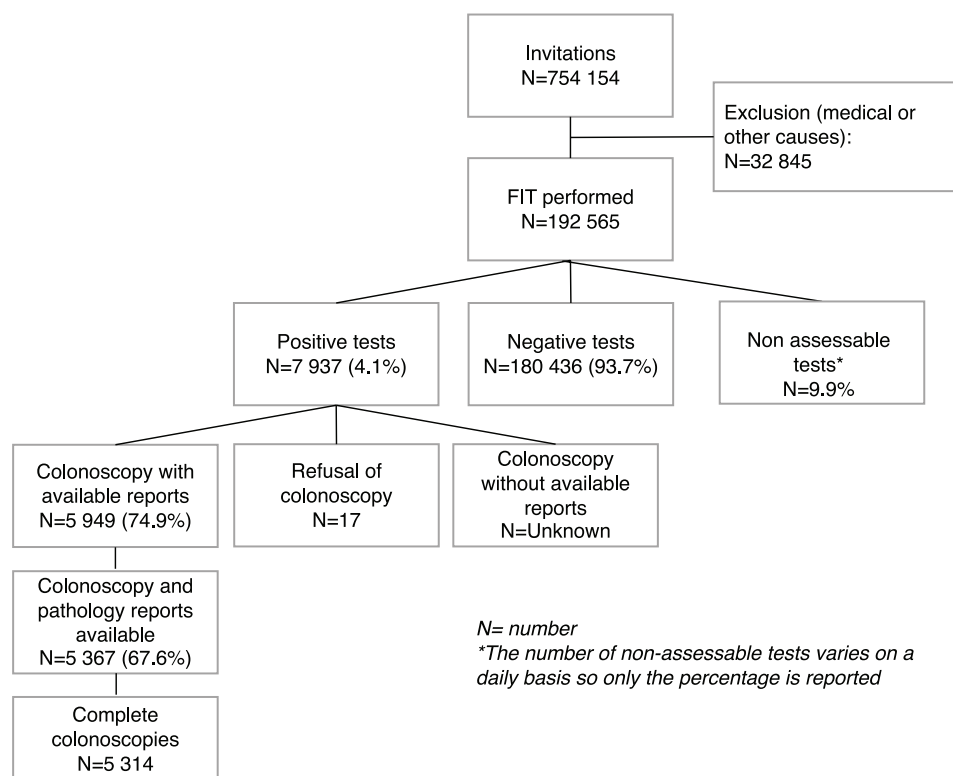 Invitations
N=754 154
Exclusion (medical or
other causes):
N=32 845
FIT performed
N=192 565
Positive tests
N=7 937 (4.1%)
Negative tests
N=180 436 (93.7%)
Non assessable
tests*
N=9.9%
Colonoscopy with
available reports
N=5 949 (74.9%)
Refusal of
colonoscopy
N=17
Colonoscopy
without available
reports
N=Unknown
Colonoscopy and
pathology reports
available
N=5 367 (67.6%)
Complete
colonoscopies
N=5 314
N= number
*The number of non-assessable tests varies on a
daily basis so only the percentage is reported